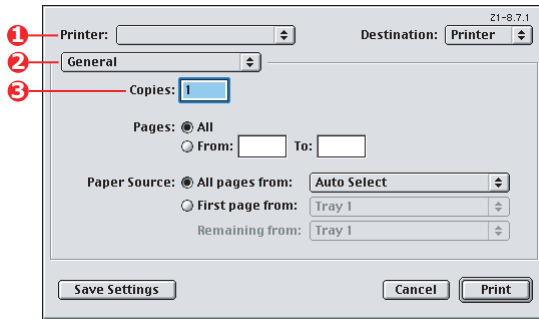 Z1-8.7.1
1 Printer: Destination: Printer
2 General
3 Copies: 1
Pages: All
From: To:
Paper Source: All pages from: Auto Select
First page from: Tray 1
Remaining from: Tray 1
Save Settings Cancel Print